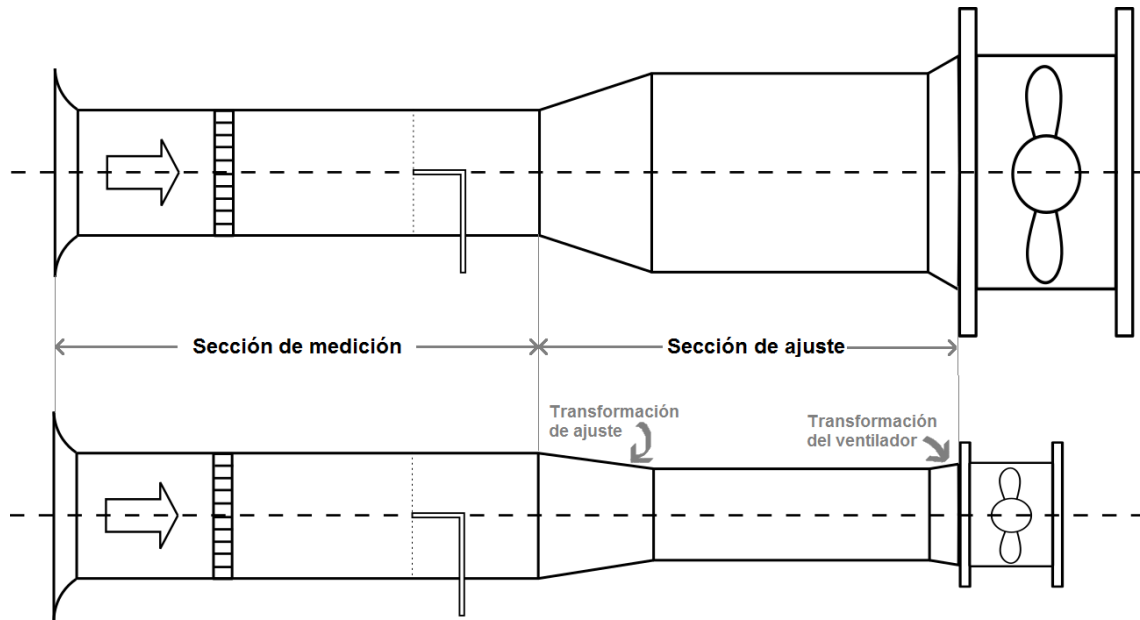 Sección de medición
Sección de ajuste
Transformación
de ajuste
Transformación
del ventilador